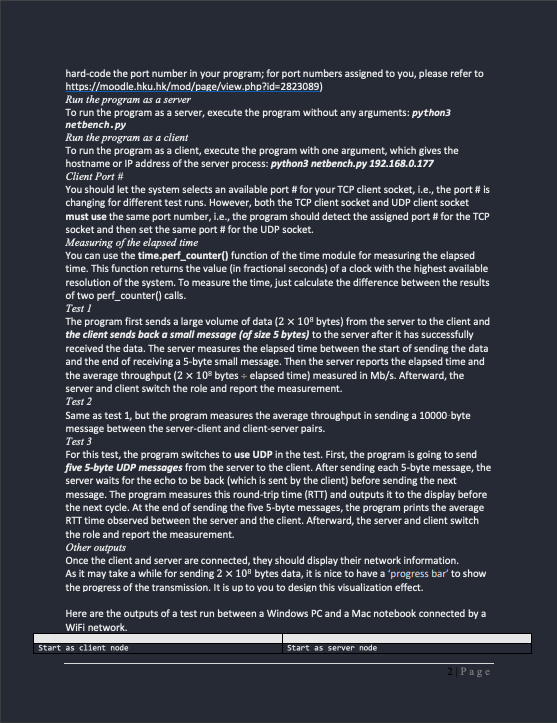 hard-code the port number in your program; for port numbers assigned to you, please refer to
https://moodle.hku.hk/mod/page/view.php?id=2823089)
Run the program as a server
To run the program as a server, execute the program without any arguments: python3
netbench.py
Run the program as a client
To run the program as a client, execute the program with one argument, which gives the
hostname or IP address of the server process: python3 netbench.py 192.168.0.177
Client Port #
You should let the system selects an available port # for your TCP client socket, i.e., the port # is
changing for different test runs. However, both the TCP client socket and UDP client socket
must use the same port number, i.e., the program should detect the assigned port # for the TCP
socket and then set the same port # for the UDP socket.
Measuring of the elapsed time
You can use the time.perf_counter() function of the time module for measuring the elapsed
time. This function returns the value (in fractional seconds) of a clock with the highest available
resolution of the system. To measure the time, just calculate the difference between the results
of two perf_counter() calls.
Test 1
The program first sends a large volume of data (2 × 10⁸ bytes) from the server to the client and
the client sends back a small message (of size 5 bytes) to the server after it has successfully
received the data. The server measures the elapsed time between the start of sending the data
and the end of receiving a 5-byte small message. Then the server reports the elapsed time and
the average throughput (2 × 10⁸ bytes ÷ elapsed time) measured in Mb/s. Afterward, the
server and client switch the role and report the measurement.
Test 2
Same as test 1, but the program measures the average throughput in sending a 10000-byte
message between the server-client and client-server pairs.
Test 3
For this test, the program switches to use UDP in the test. First, the program is going to send
five 5-byte UDP messages from the server to the client. After sending each 5-byte message, the
server waits for the echo to be back (which is sent by the client) before sending the next
message. The program measures this round-trip time (RTT) and outputs it to the display before
the next cycle. At the end of sending the five 5-byte messages, the program prints the average
RTT time observed between the server and the client. Afterward, the server and client switch
the role and report the measurement.
Other outputs
Once the client and server are connected, they should display their network information.
As it may take a while for sending 2 × 10⁸ bytes data, it is nice to have a 'progress bar' to show
the progress of the transmission. It is up to you to design this visualization effect.
Here are the outputs of a test run between a Windows PC and a Mac notebook connected by a
WiFi network.
Start as client node
Start as server node
2 | Page